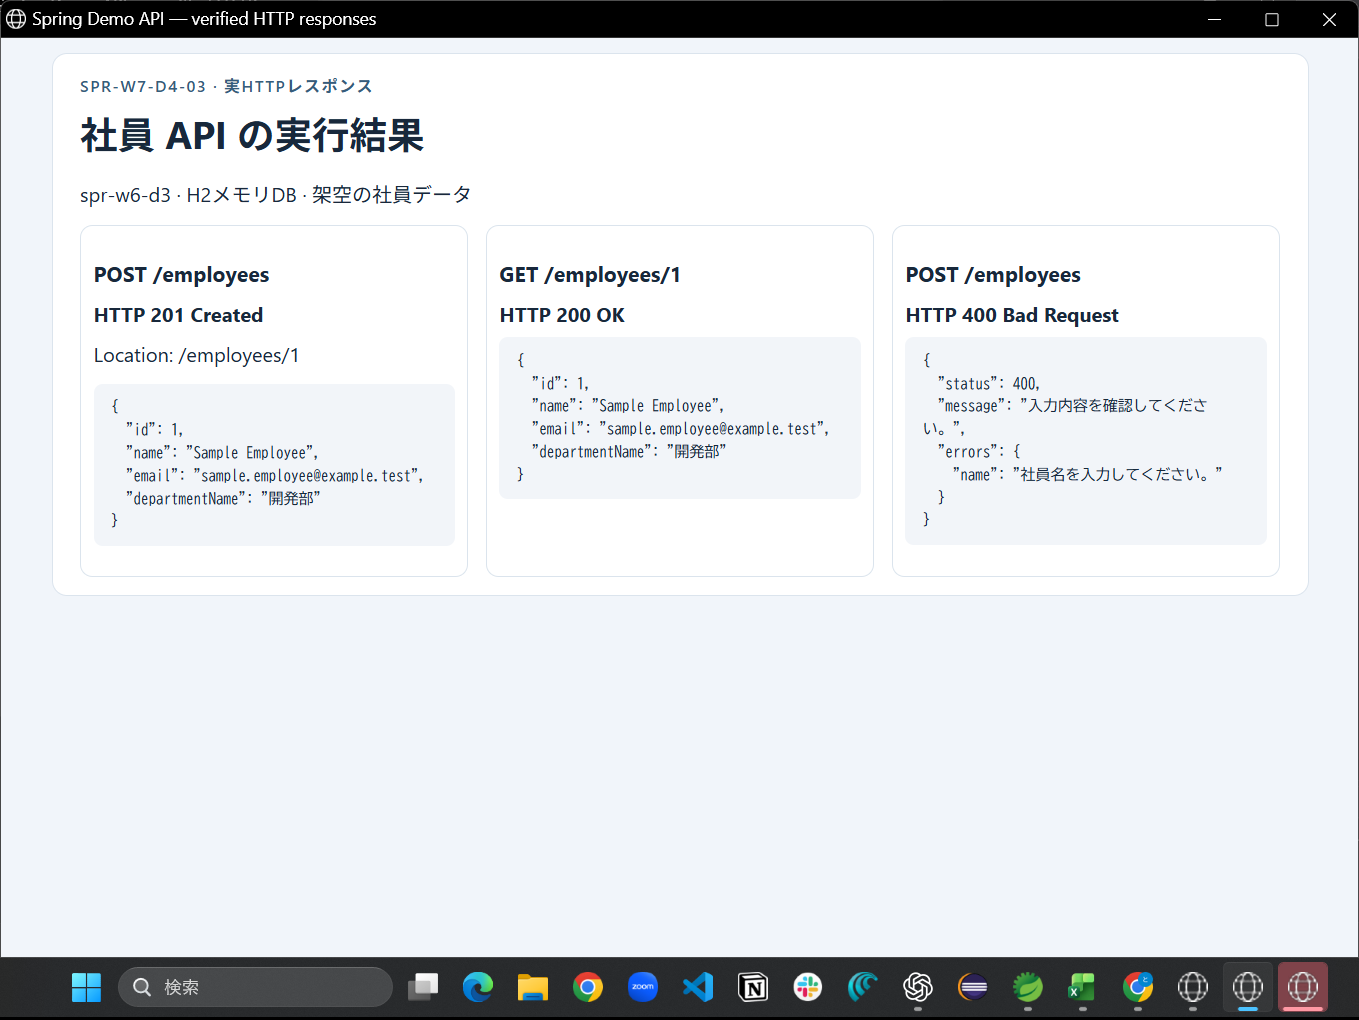 Spring Demo API — verified HTTP responses
SPR-W7-D4-03 · 実HTTPレスポンス
社員 API の実行結果
spr-w6-d3 · H2メモリDB · 架空の社員データ
POST /employees
HTTP 201 Created
Location: /employees/1
{
"id": 1,
"name": "Sample Employee",
"email": "sample.employee@example.test",
"departmentName": "開発部"
}
GET /employees/1
HTTP 200 OK
{
"id": 1,
"name": "Sample Employee",
"email": "sample.employee@example.test",
"departmentName": "開発部"
}
POST /employees
HTTP 400 Bad Request
{
"status": 400,
"message": "入力内容を確認してくださ
い。",
"errors": {
"name": "社員名を入力してください。"
}
}
検索
zoom